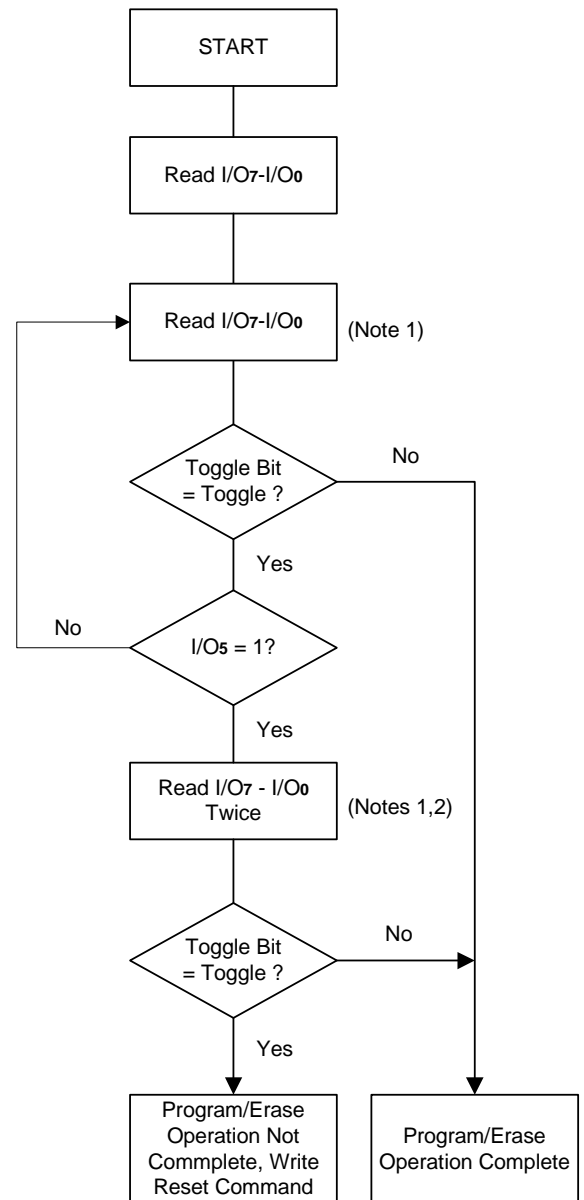 START
Read I/O7-I/O0
Read I/O7-I/O0
(Note 1)
Toggle Bit
= Toggle ?
No
Yes
No
I/O5 = 1?
Yes
Read I/O7 - I/O0
Twice
(Notes 1,2)
Toggle Bit
= Toggle ?
No
Yes
Program/Erase
Operation Not
Commplete, Write
Reset Command
Program/Erase
Operation Complete